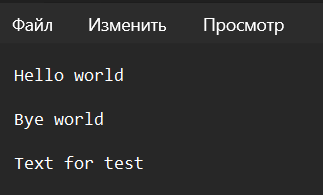 Файл Изменить Просмотр
Hello world
Bye world
Text for test